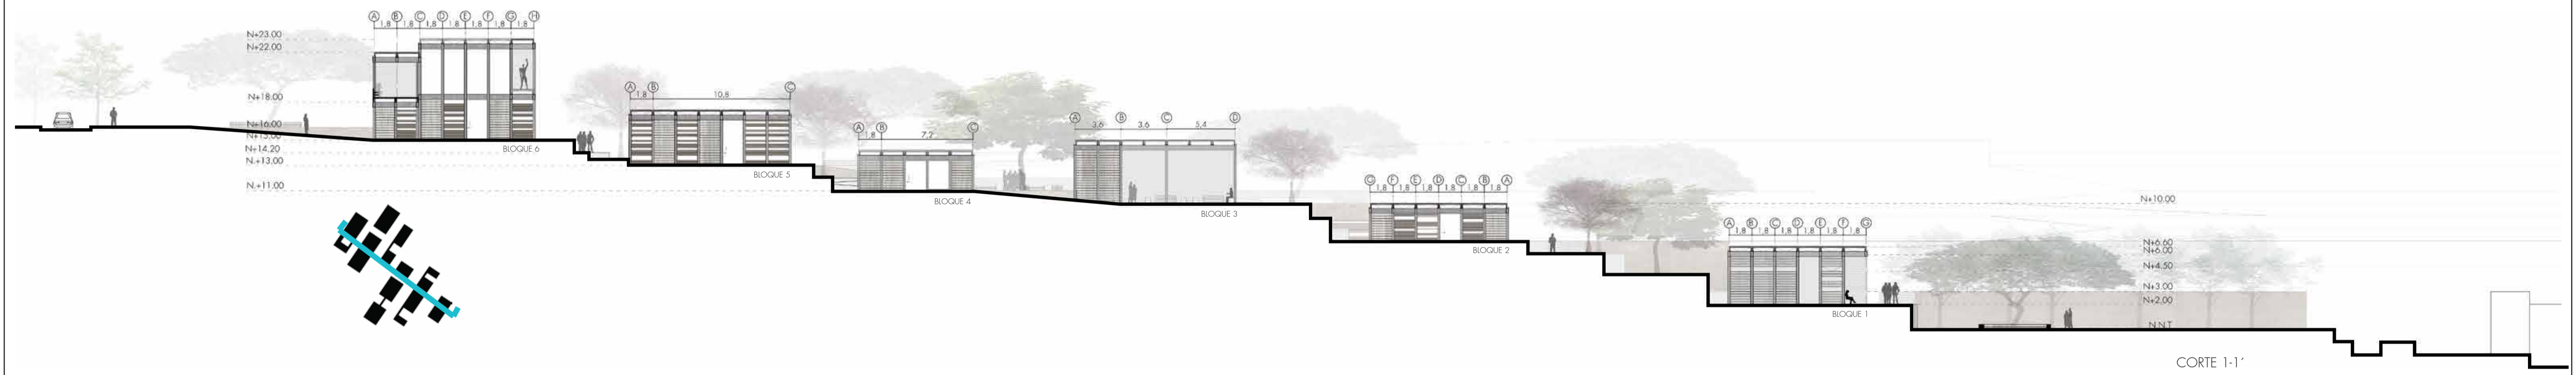 A B C D E F G H
1,8 1,8 1,8 1,8 1,8 1,8 1,8
N+23.00
N+22.00
N+18.00
N+16.00
N+15.00
N+14.20
N.+13.00
N.+11.00
BLOQUE 6
A B C
1,8 10,8
BLOQUE 5
A B C
1,8 7,2
BLOQUE 4
A B C D
3,6 3,6 5,4
BLOQUE 3
G F E D C B A
1,8 1,8 1,8 1,8 1,8 1,8
BLOQUE 2
A B C D E F G
1,8 1,8 1,8 1,8 1,8 1,8
BLOQUE 1
N+10.00
N+6.60
N+6.00
N+4.50
N+3.00
N+2.00
N.N.T
CORTE 1-1´